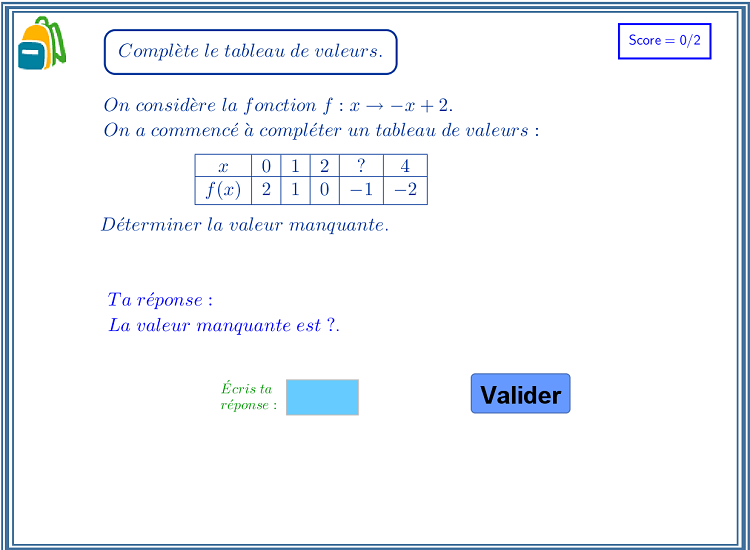 Complète le tableau de valeurs.
Score = 0/2
On considère la fonction f : x → −x + 2.
On a commencé à compléter un tableau de valeurs :
x 0 1 2 ? 4
f(x) 2 1 0 −1 −2
Déterminer la valeur manquante.
Ta réponse :
La valeur manquante est ?.
Écris ta
réponse :
Valider